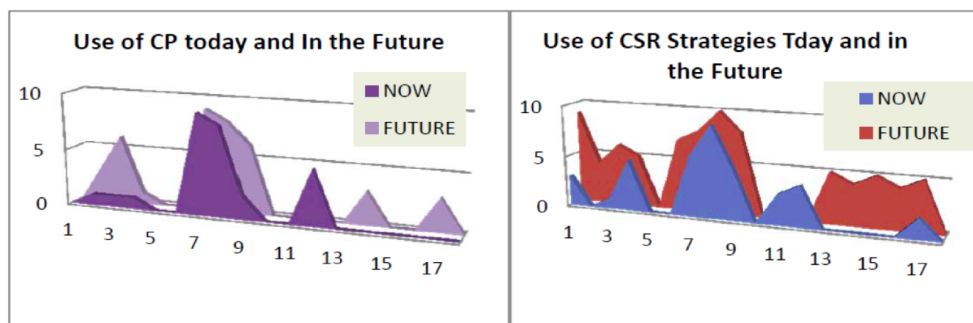 Use of CP today and In the Future
NOW
FUTURE
10
5
0
1 3 5 7 9 11 13 15 17
Use of CSR Strategies Tday and in
the Future
NOW
FUTURE
10
5
0
1 3 5 7 9 11 13 15 17